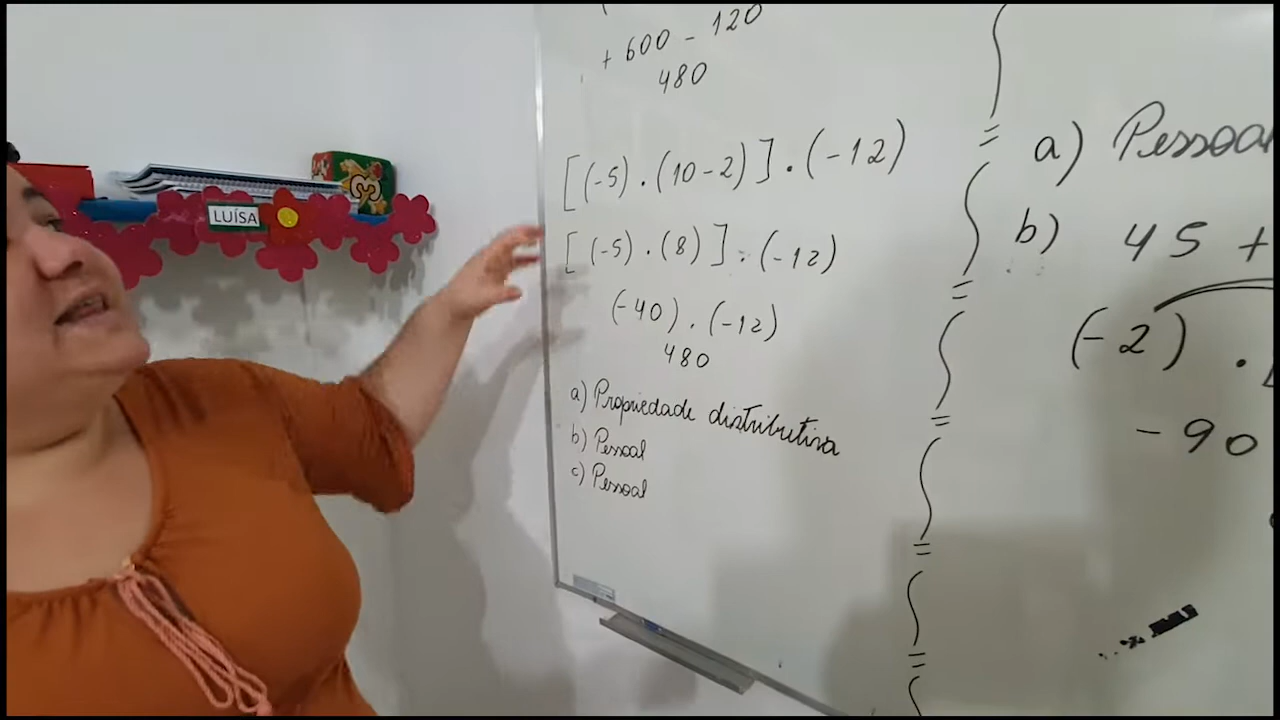 + 600 - 120
480
[(-5) . (10-2)] . (-12)
[(-5) . (8)] . (-12)
(-40) . (-12)
480
a) Propriedade distributiva
b) Pessoal
c) Pessoal
a) Pessoal
b) 45 +
(-2) .
- 90
LUÍSA